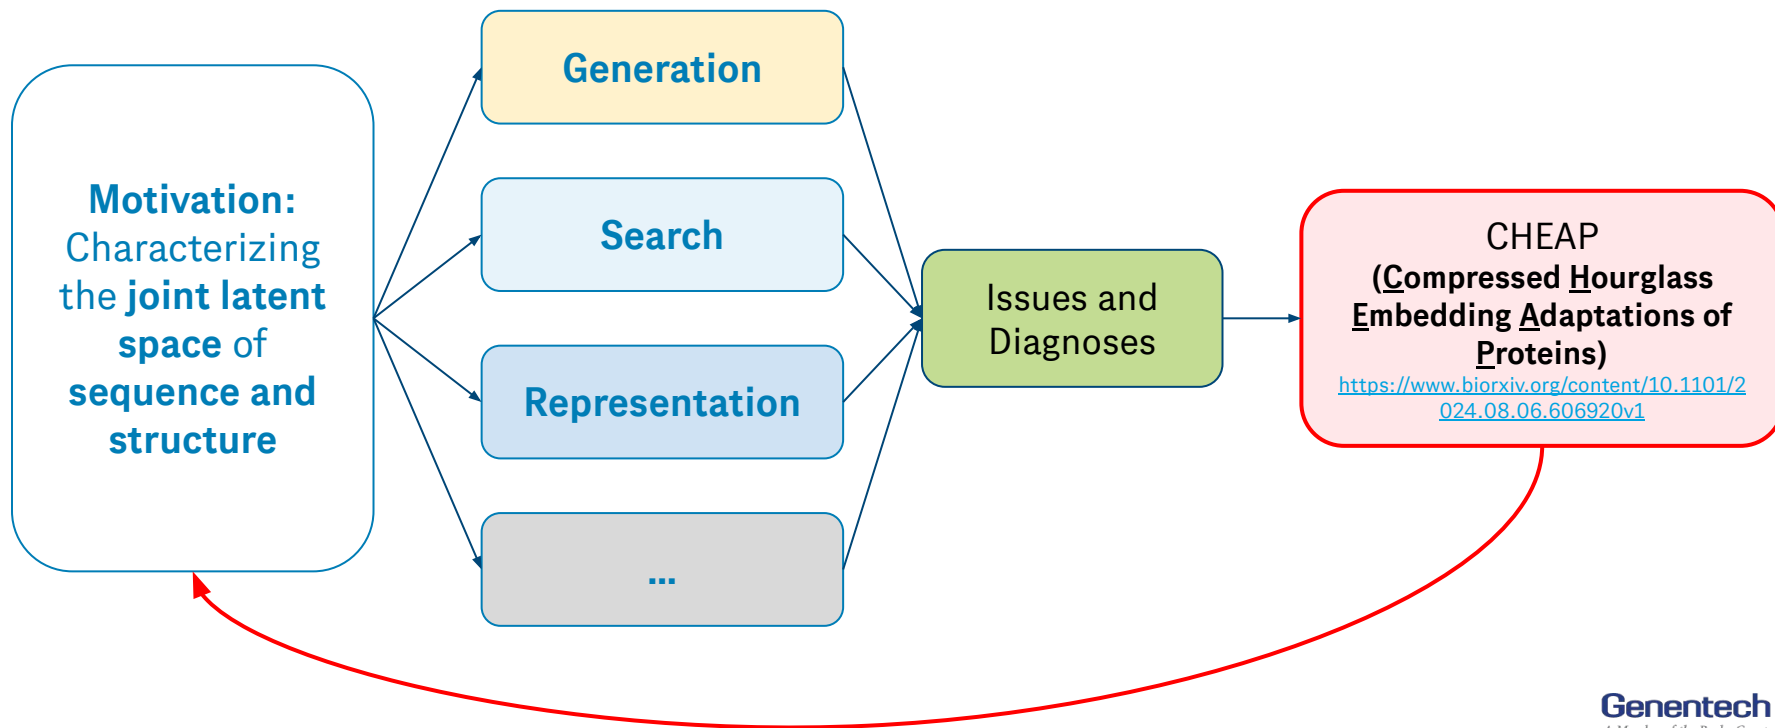 Motivation:
Characterizing
the joint latent
space of
sequence and
structure
Generation
Search
Representation
...
Issues and
Diagnoses
CHEAP
(Compressed Hourglass
Embedding Adaptations of
Proteins)
https://www.biorxiv.org/content/10.1101/2
024.08.06.606920v1
Genentech